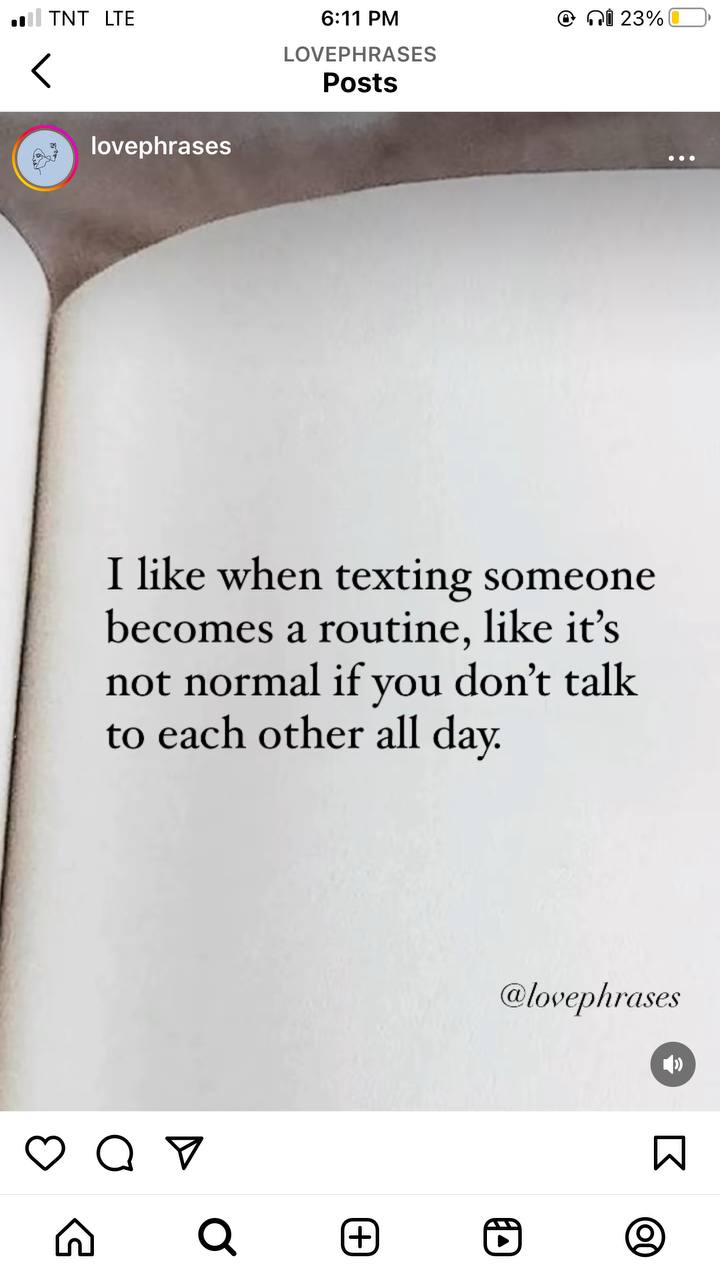 TNT LTE 6:11 PM 23%
LOVEPHRASES
Posts
lovephrases
I like when texting someone
becomes a routine, like it’s
not normal if you don’t talk
to each other all day.
@lovephrases